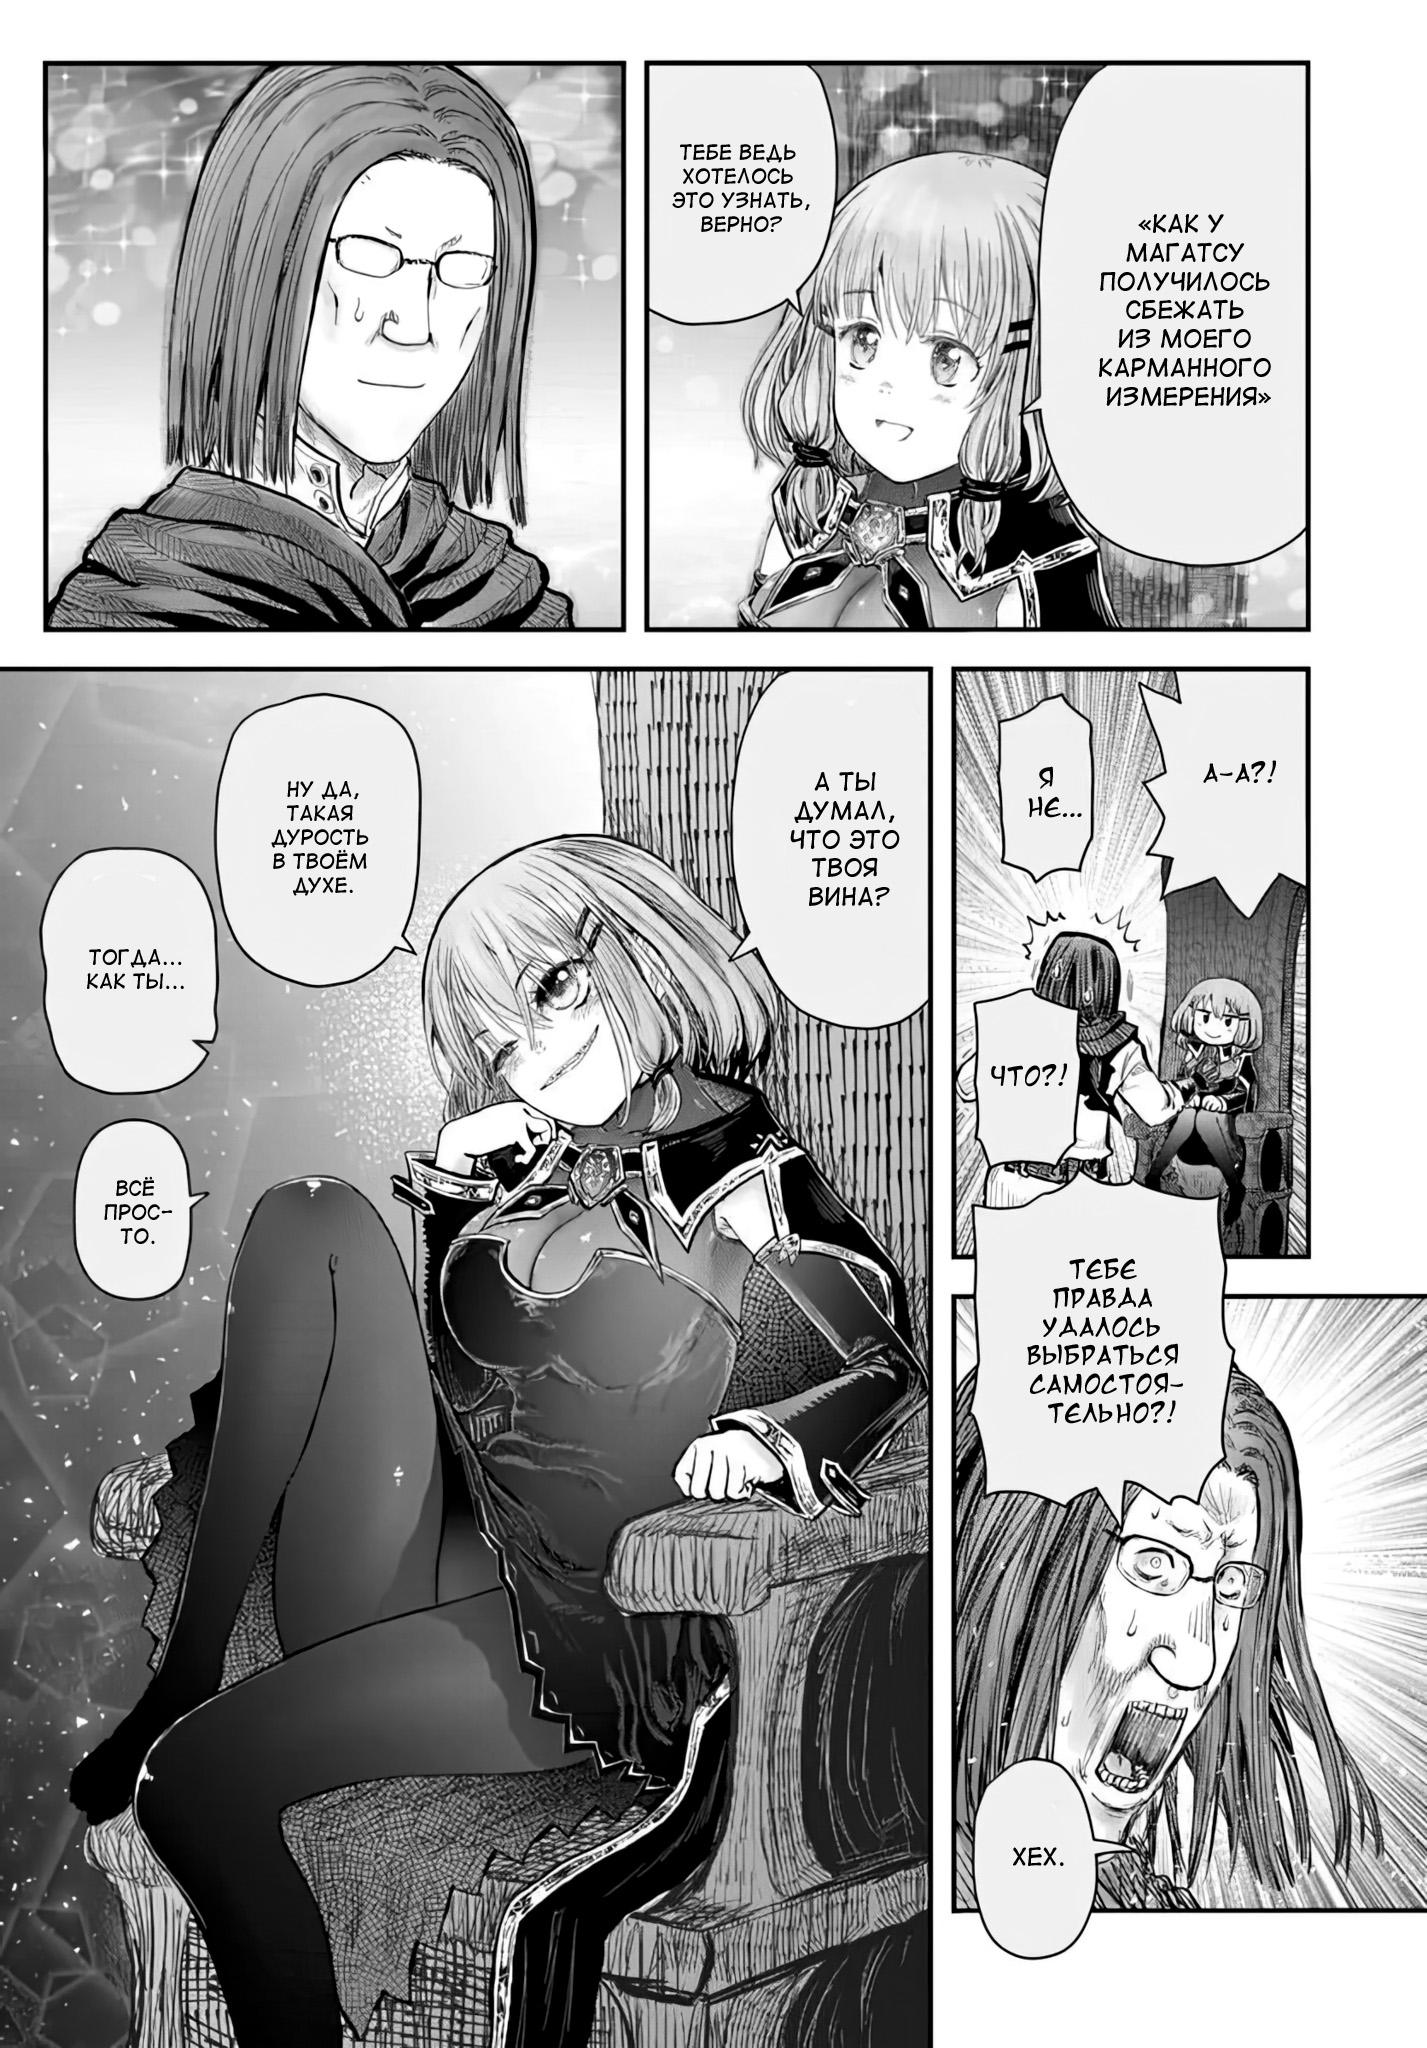 «КАК У
МАГАТСУ
ПОЛУЧИЛОСЬ
СБЕЖАТЬ
ИЗ МОЕГО
КАРМАННОГО
ИЗМЕРЕНИЯ»
ТЕБЕ ВЕДЬ
ХОТЕЛОСЬ
ЭТО УЗНАТЬ,
ВЕРНО?
А-А?!
Я
НЕ...
ЧТО?!
ТЕБЕ
ПРАВДА
УДАЛОСЬ
ВЫБРАТЬСЯ
САМОСТОЯ-
ТЕЛЬНО?!
ХЕХ.
А ТЫ
ДУМАЛ,
ЧТО ЭТО
ТВОЯ
ВИНА?
НУ ДА,
ТАКАЯ
ДУРОСТЬ
В ТВОЁМ
ДУХЕ.
ТОГДА...
КАК ТЫ...
ВСЁ
ПРОС-
ТО.